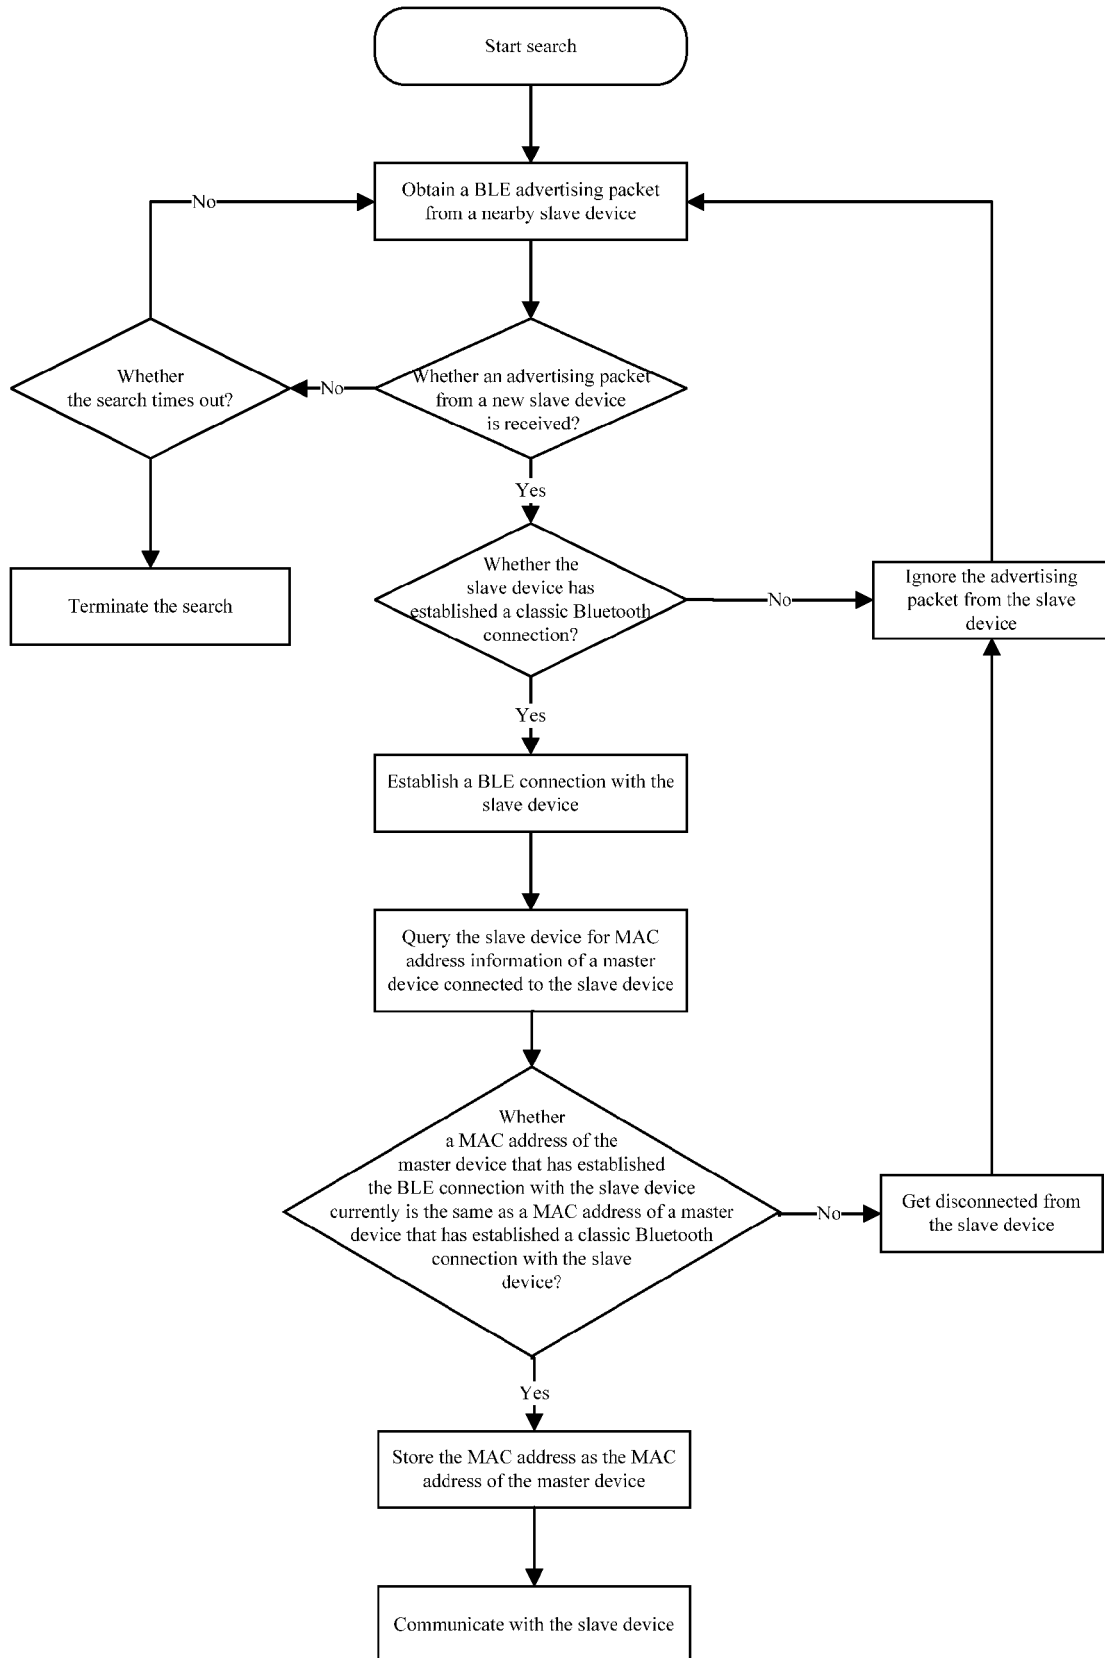 Start search
Obtain a BLE advertising packet
from a nearby slave device
No
Whether
the search times out?
No
Whether an advertising packet
from a new slave device
is received?
Yes
Terminate the search
Whether the
slave device has
established a classic Bluetooth
connection?
No
Ignore the advertising
packet from the slave
device
Yes
Establish a BLE connection with the
slave device
Query the slave device for MAC
address information of a master
device connected to the slave device
Whether
a MAC address of the
master device that has established
the BLE connection with the slave device
currently is the same as a MAC address of a master
device that has established a classic Bluetooth
connection with the slave
device?
No
Get disconnected from
the slave device
Yes
Store the MAC address as the MAC
address of the master device
Communicate with the slave device